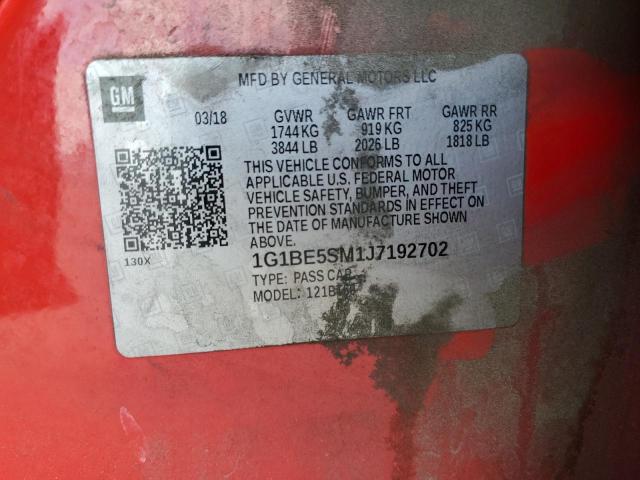 MFD BY GENERAL MOTORS LLC
GM
03/18 GVWR GAWR FRT GAWR RR
1744 KG 919 KG 825 KG
3844 LB 2026 LB 1818 LB
THIS VEHICLE CONFORMS TO ALL
APPLICABLE U.S. FEDERAL MOTOR
VEHICLE SAFETY, BUMPER, AND THEFT
PREVENTION STANDARDS IN EFFECT ON
THE DATE OF MANUFACTURE SHOWN
ABOVE.
130X
1G1BE5SM1J7192702
TYPE: PASS CAR
MODEL: